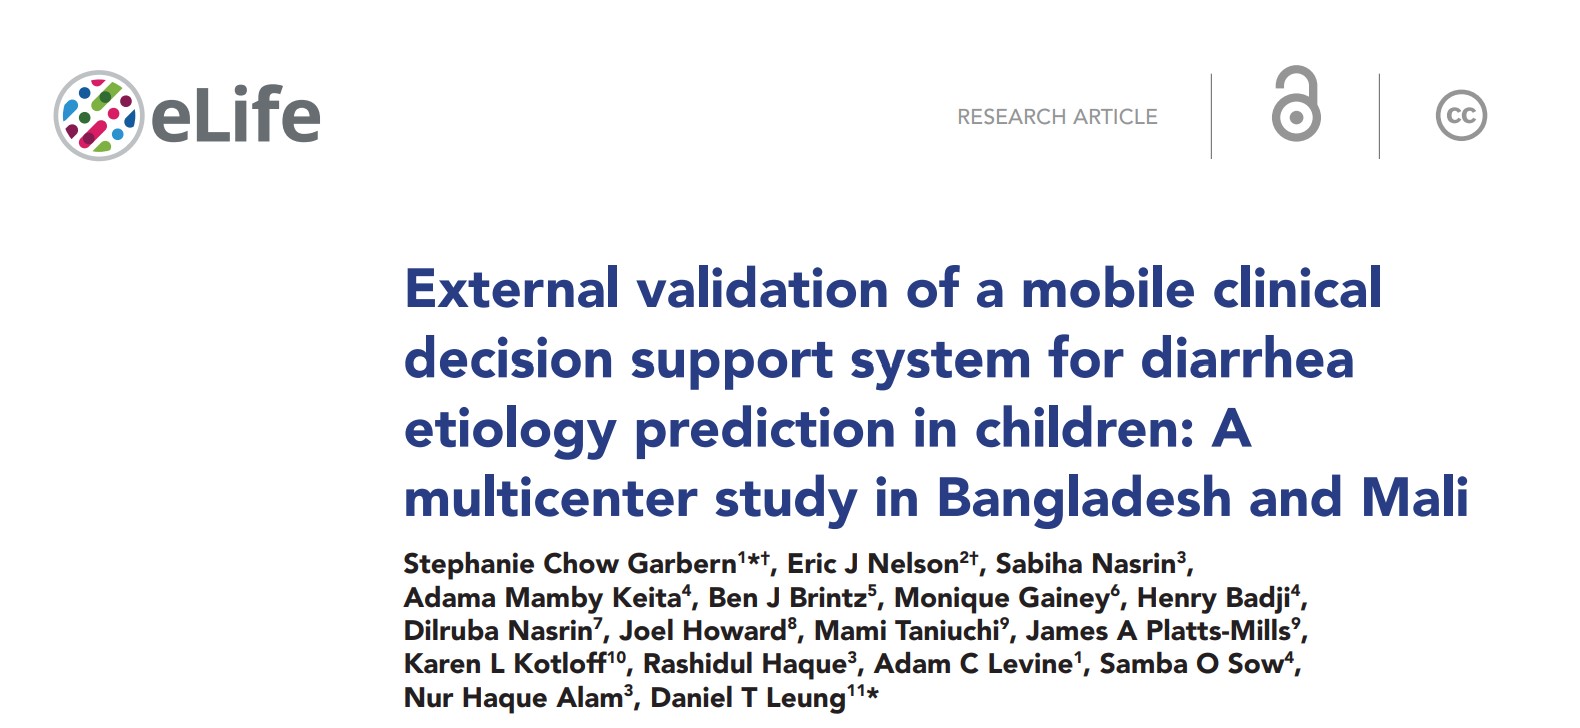 eLife
RESEARCH ARTICLE
cc
External validation of a mobile clinical
decision support system for diarrhea
etiology prediction in children: A
multicenter study in Bangladesh and Mali
Stephanie Chow Garbern¹*†, Eric J Nelson²†, Sabiha Nasrin³,
Adama Mamby Keita⁴, Ben J Brintz⁵, Monique Gainey⁶, Henry Badji⁴,
Dilruba Nasrin⁷, Joel Howard⁸, Mami Taniuchi⁹, James A Platts-Mills⁹,
Karen L Kotloff¹⁰, Rashidul Haque³, Adam C Levine¹, Samba O Sow⁴,
Nur Haque Alam³, Daniel T Leung¹¹*